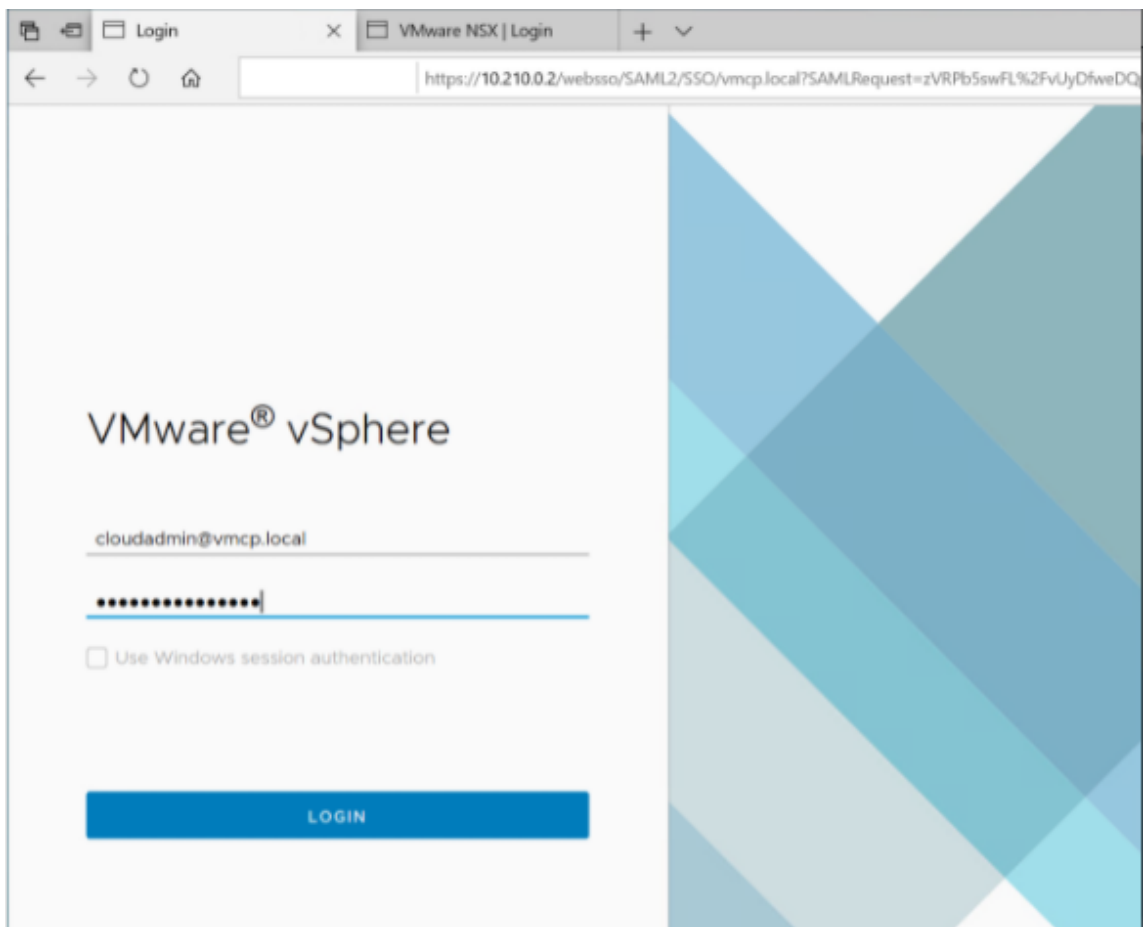 Login
VMware NSX | Login
https://10.210.0.2/websso/SAML2/SSO/vmcp.local?SAMLRequest=zVRPb5swFL%2FvUyDfweDQ
VMware® vSphere
cloudadmin@vmcp.local
Use Windows session authentication
LOGIN